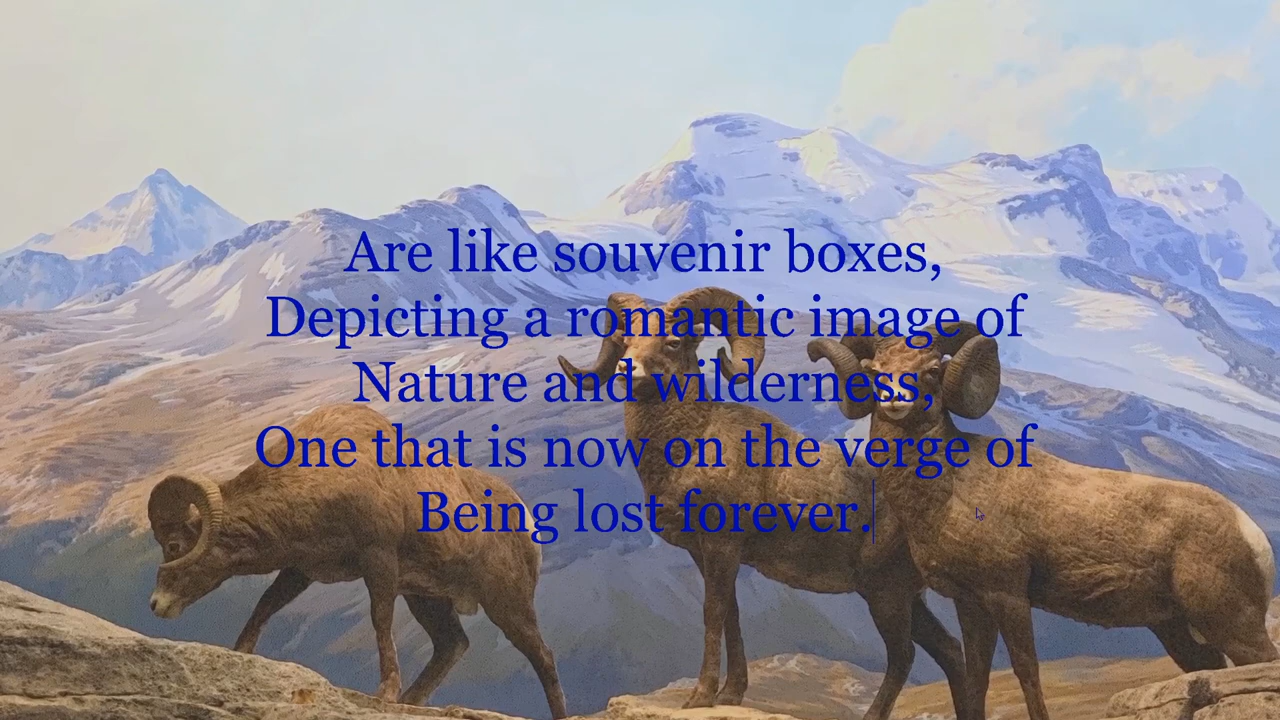 Are like souvenir boxes,
Depicting a romantic image of
Nature and wilderness,
One that is now on the verge of
Being lost forever.